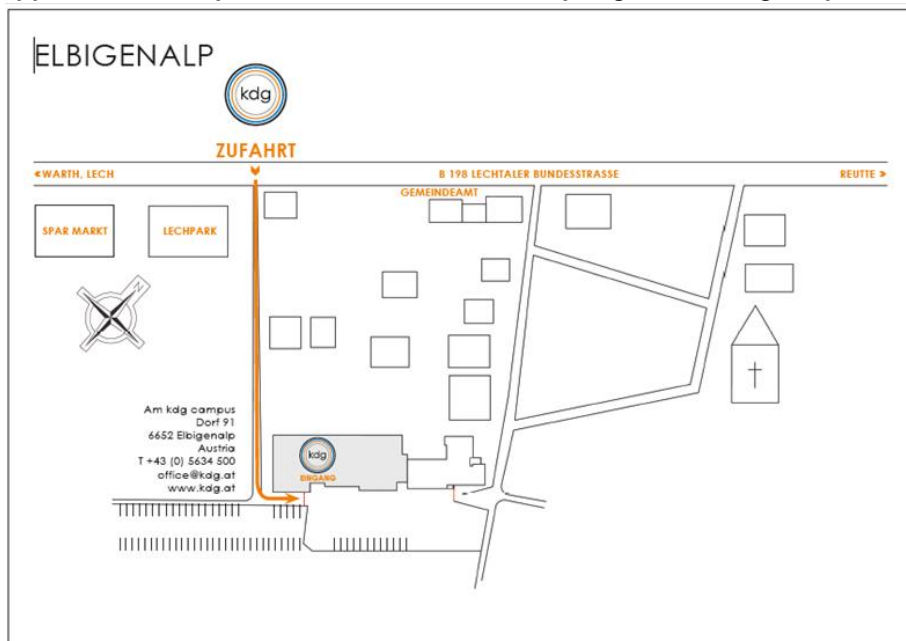 ELBIGENALP
kdg
ZUFAHRT
«WARTH, LECH
B 198 LECHTALER BUNDESSTRASSE
REUTTE »
GEMEINDEAMT
SPAR MARKT
LECHPARK
N
Am kdg campus
Dorf 91
6652 Elbigenalp
Austria
T +43 (0) 5634 500
office@kdg.at
www.kdg.at
kdg
EINGANG